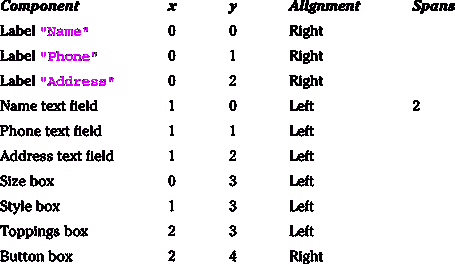 Component x y Alignment Spans
Label "Name" 0 0 Right
Label "Phone" 0 1 Right
Label "Address" 0 2 Right
Name text field 1 0 Left 2
Phone text field 1 1 Left
Address text field 1 2 Left
Size box 0 3 Left
Style box 1 3 Left
Toppings box 2 3 Left
Button box 2 4 Right